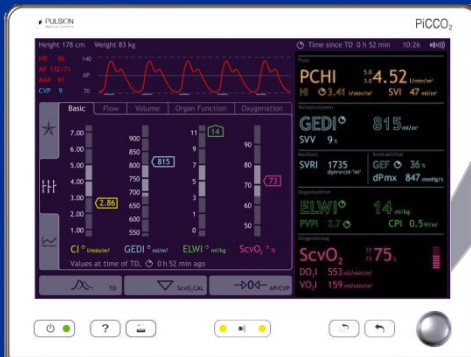 PULSION
PiCCO₂
Height 178 cm Weight 83 kg
Time since TD 0 h 52 min 10:26
HR 86
AP 132/71
MAP 91
CVP 9
140
AP
70
PCHI 4.52 l/min/m²
HI 3.41 l/min/m² SVI 47 ml/m²
Basic Flow Volume Organ Function Oxygenation
GEDI 815 ml/m²
SVV 9 %
SVRI 1735 GEF 36 %
dyn*s*cm⁻⁵*m² dPmx 847 mmHg/s
ELWI 14 ml/kg
PVPI 2.7 CPI 0.5 W/m²
ScvO₂ 75 %
DO₂I 553 ml/min/m²
VO₂I 159 ml/min/m²
7.00
6.00
5.00
4.00
3.00
2.86
2.00
1.00
900
850
815
800
750
700
650
600
550
11
14
9
7
5
3
1
0
90
80
73
60
50
CI l/min/m² GEDI ml/m² ELWI ml/kg ScvO₂ %
Values at time of TD, 0 h 52 min ago
TD ScvO₂CAL AP/CVP
?